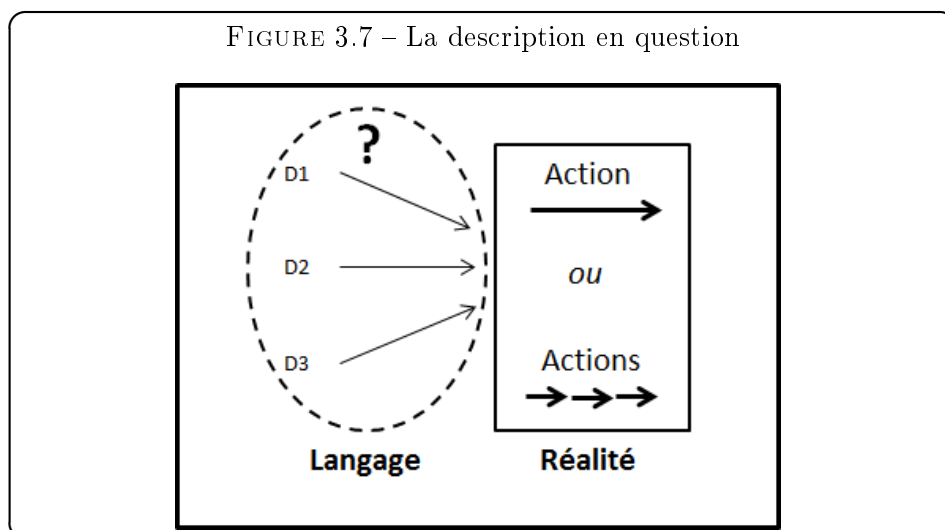 FIGURE 3.7 – La description en question
?
D1
Action
D2
ou
D3
Actions
Langage
Réalité